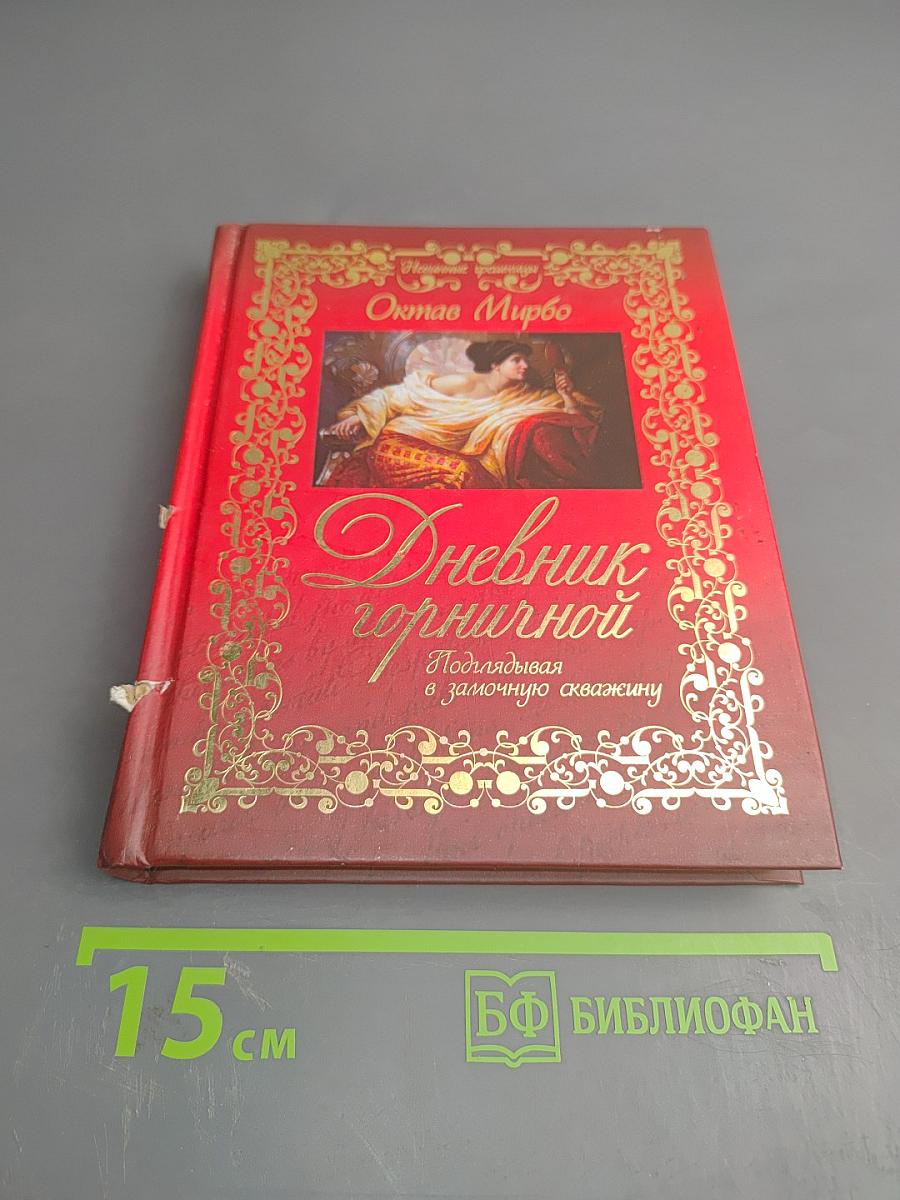 Октав Мирбо
Дневник
горничной
Подглядывая
в замочную скважину
15 см
БФ БИБЛИОФАН